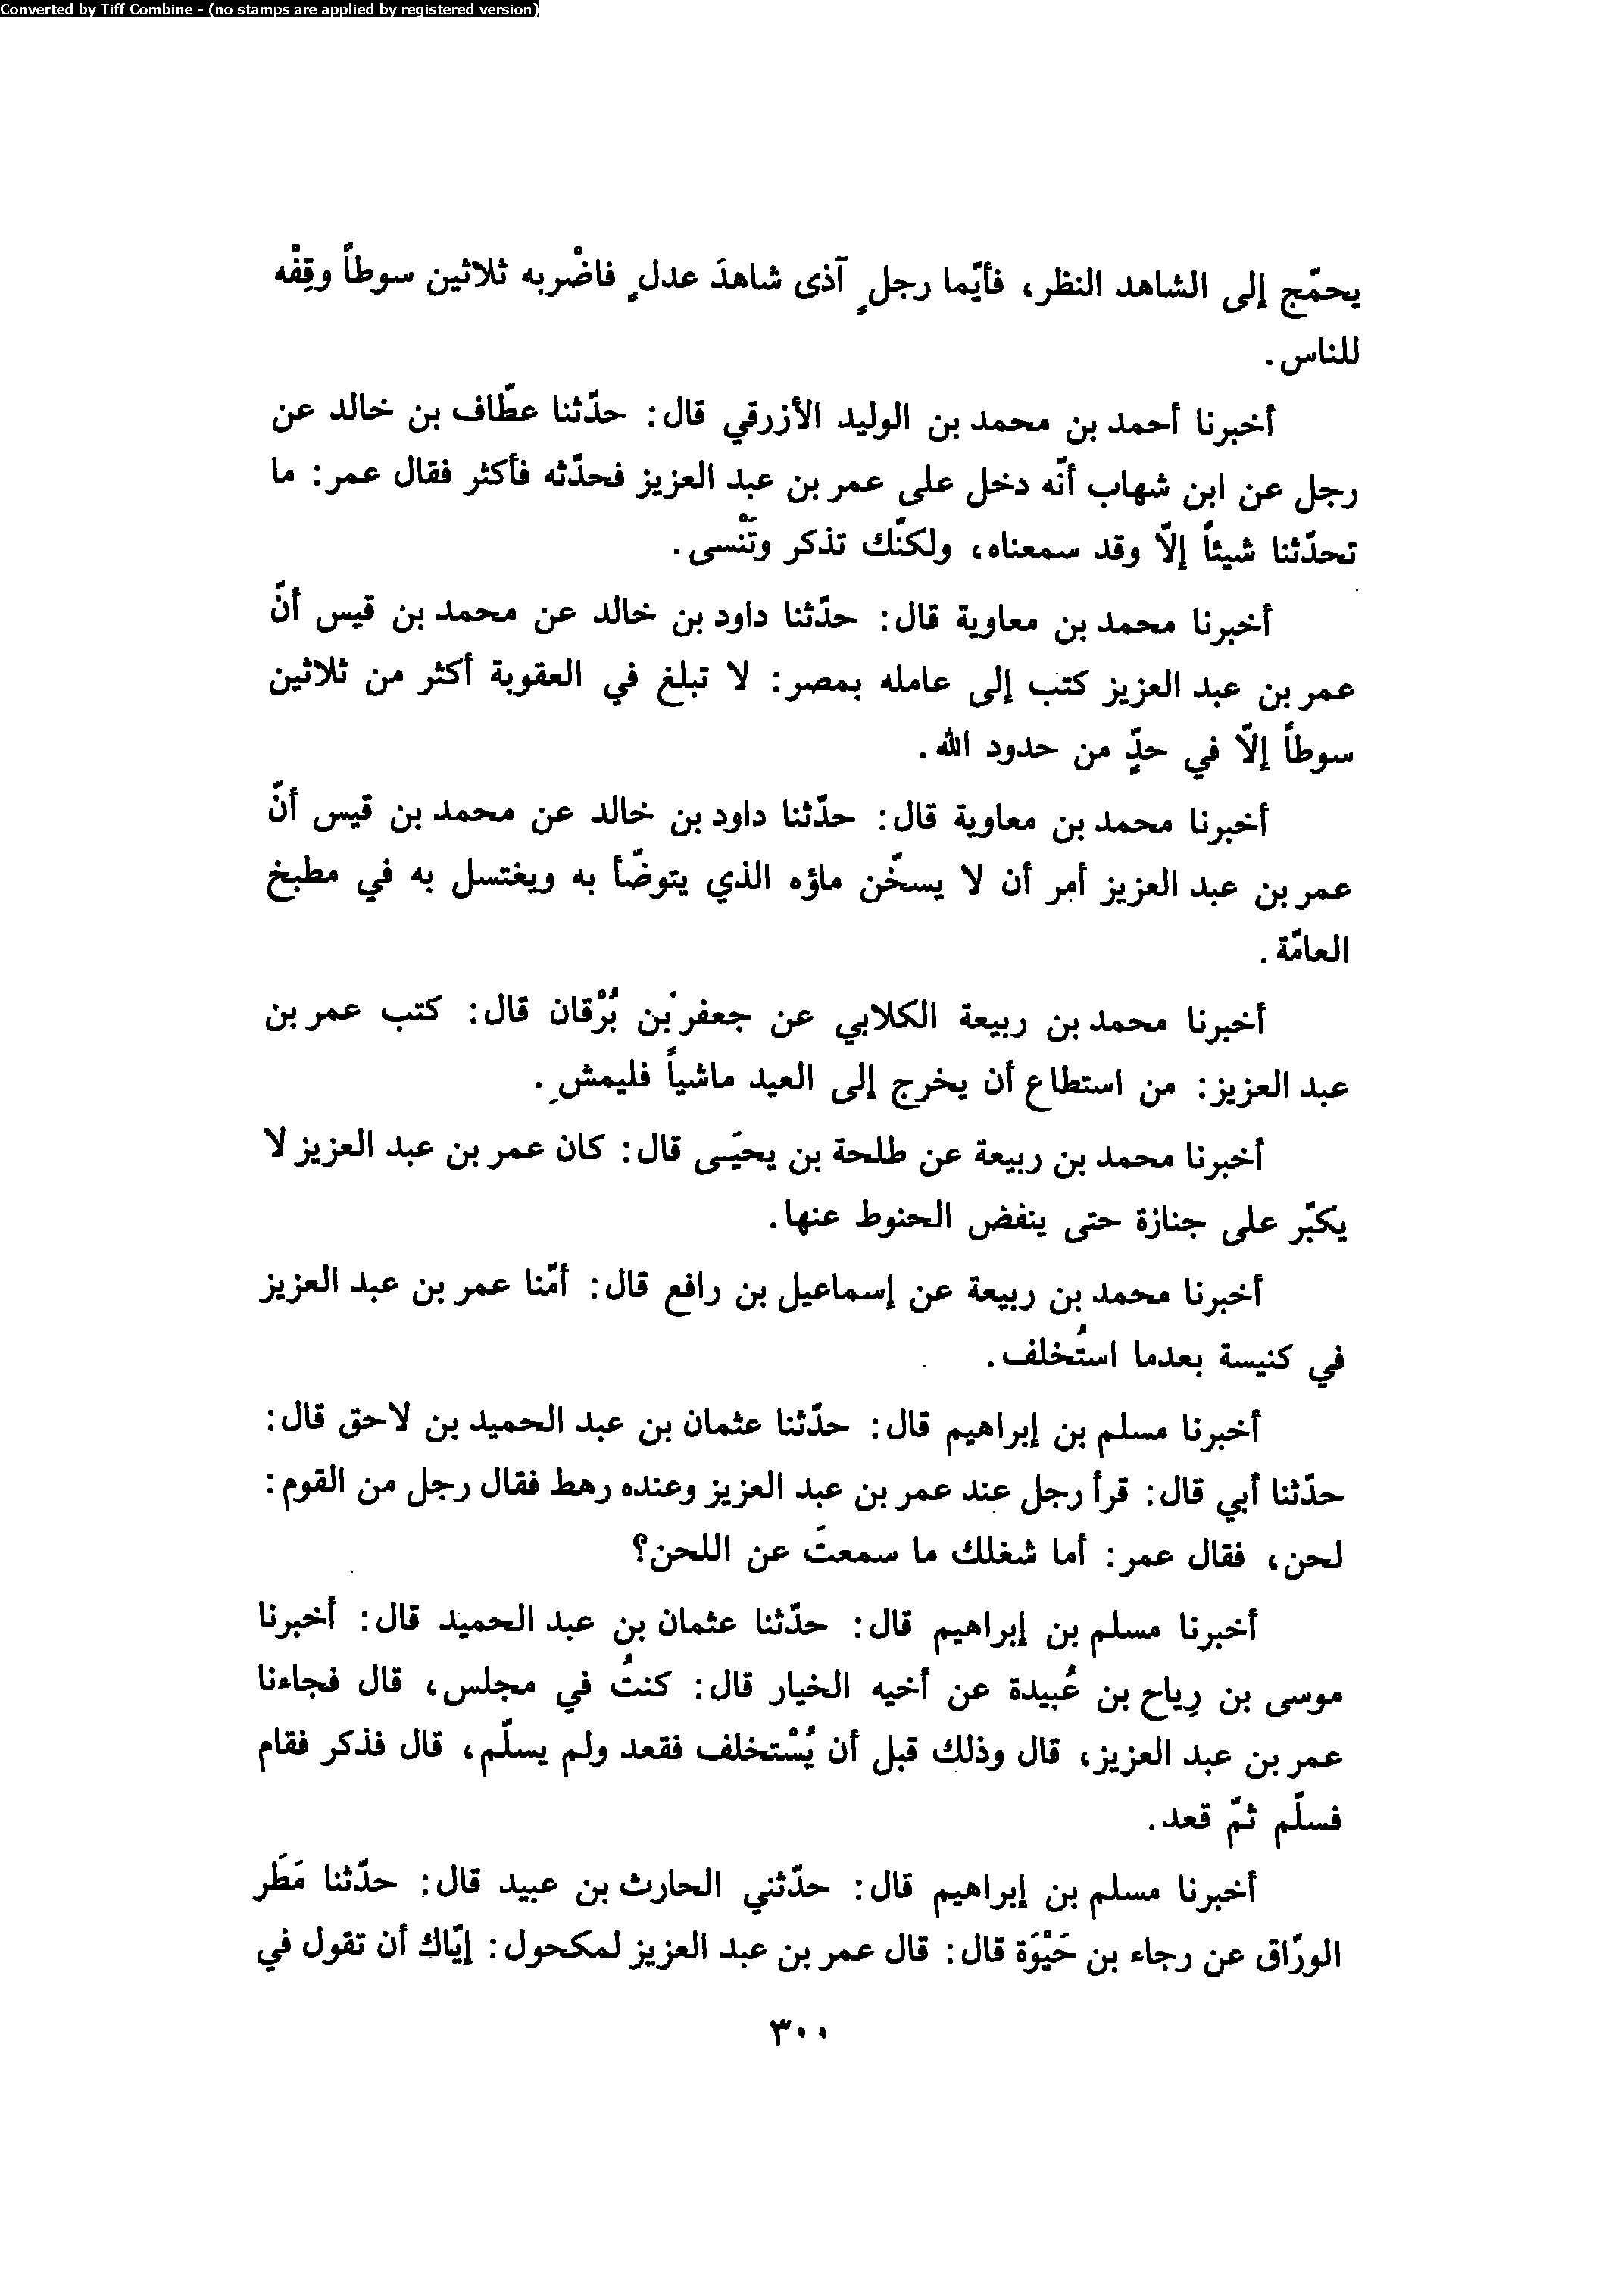 Converted by Tiff Combine - (no stamps are applied by registered version)
يحمّج إلى الشاهد النظر، فأيّما رجلٍ آذى شاهدَ عدلٍ فاضْربه ثلاثين سوطاً وقِفْه
للناس.
أخبرنا أحمد بن محمد بن الوليد الأزرقي قال: حدّثنا عطّاف بن خالد عن
رجل عن ابن شهاب أنّه دخل على عمر بن عبد العزيز فحدّثه فأكثر فقال عمر: ما
تحدّثنا شيئاً إلاّ وقد سمعناه، ولكنّك تذكر وتَنْسى.
أخبرنا محمد بن معاوية قال: حدّثنا داود بن خالد عن محمد بن قيس أنّ
عمر بن عبد العزيز كتب إلى عامله بمصر: لا تبلغ في العقوبة أكثر من ثلاثين
سوطاً إلاّ في حدٍّ من حدود الله.
أخبرنا محمد بن معاوية قال: حدّثنا داود بن خالد عن محمد بن قيس أنّ
عمر بن عبد العزيز أمر أن لا يسخّن ماؤه الذي يتوضّأ به ويغتسل به في مطبخ
العامّة.
أخبرنا محمد بن ربيعة الكلابي عن جعفر بن بُرْقان قال: كتب عمر بن
عبد العزيز: من استطاع أن يخرج إلى العيد ماشياً فليمشِ.
أخبرنا محمد بن ربيعة عن طلحة بن يحيَى قال: كان عمر بن عبد العزيز لا
يكبّر على جنازة حتى ينفض الحنوط عنها.
أخبرنا محمد بن ربيعة عن إسماعيل بن رافع قال: أمّنا عمر بن عبد العزيز
في كنيسة بعدما استُخلف.
أخبرنا مسلم بن إبراهيم قال: حدّثنا عثمان بن عبد الحميد بن لاحق قال:
حدّثنا أبي قال: قرأ رجل عند عمر بن عبد العزيز وعنده رهط فقال رجل من القوم:
لحن، فقال عمر: أما شغلك ما سمعتَ عن اللحن؟
أخبرنا مسلم بن إبراهيم قال: حدّثنا عثمان بن عبد الحميد قال: أخبرنا
موسى بن رِياح بن عُبيدة عن أخيه الخيار قال: كنتُ في مجلس، قال فجاءنا
عمر بن عبد العزيز، قال وذلك قبل أن يُسْتخلف فقعد ولم يسلّم، قال فذكر فقام
فسلّم ثمّ قعد.
أخبرنا مسلم بن إبراهيم قال: حدّثني الحارث بن عبيد قال: حدّثنا مَطَر
الورّاق عن رجاء بن حَيْوَة قال: قال عمر بن عبد العزيز لمكحول: إيّاك أن تقول في
٣٠٠